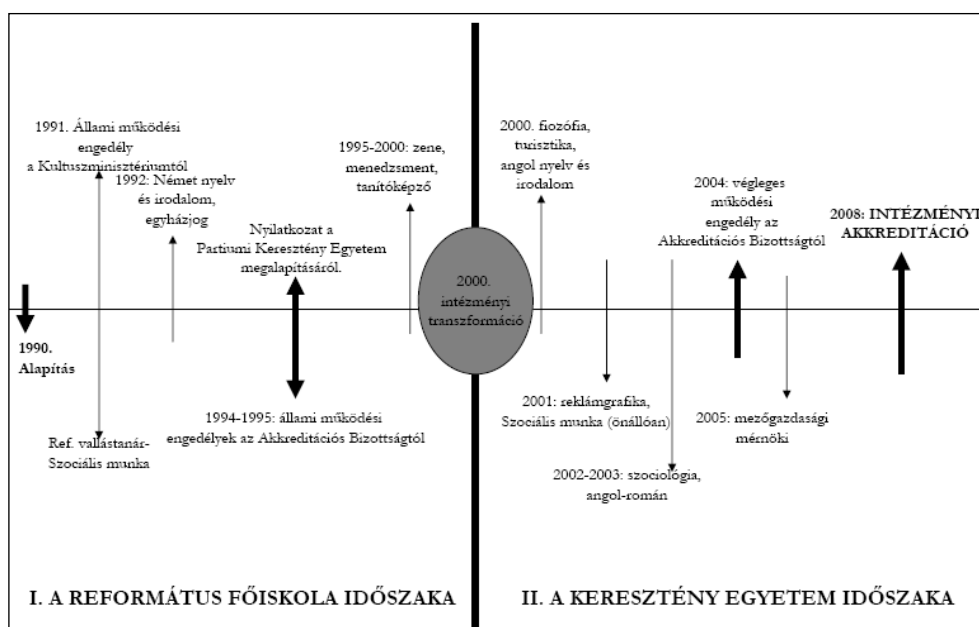 1991. Állami működési
engedély
a Kultuszminisztériumtól
1992: Német nyelv
és irodalom,
egyházjog
Nyilatkozat a
Partiumi Keresztény Egyetem
megalapításáról.
1995-2000: zene,
menedzsment,
tanítóképző
1990.
Alapítás
Ref. vallástanár-
Szociális munka
1994-1995: állami működési
engedélyek az Akkreditációs Bizottságtól
2000.
intézményi
transzformáció
2000. fiozófia,
turisztika,
angol nyelv és
irodalom
2004: végleges
működési
engedély az
Akkreditációs Bizottságtól
2008: INTÉZMÉNYI
AKKREDITÁCIÓ
2001: reklámgrafika,
Szociális munka (önállóan)
2002-2003: szociológia,
angol-román
2005: mezőgazdasági
mérnöki
I. A REFORMÁTUS FŐISKOLA IDŐSZAKA
II. A KERESZTÉNY EGYETEM IDŐSZAKA